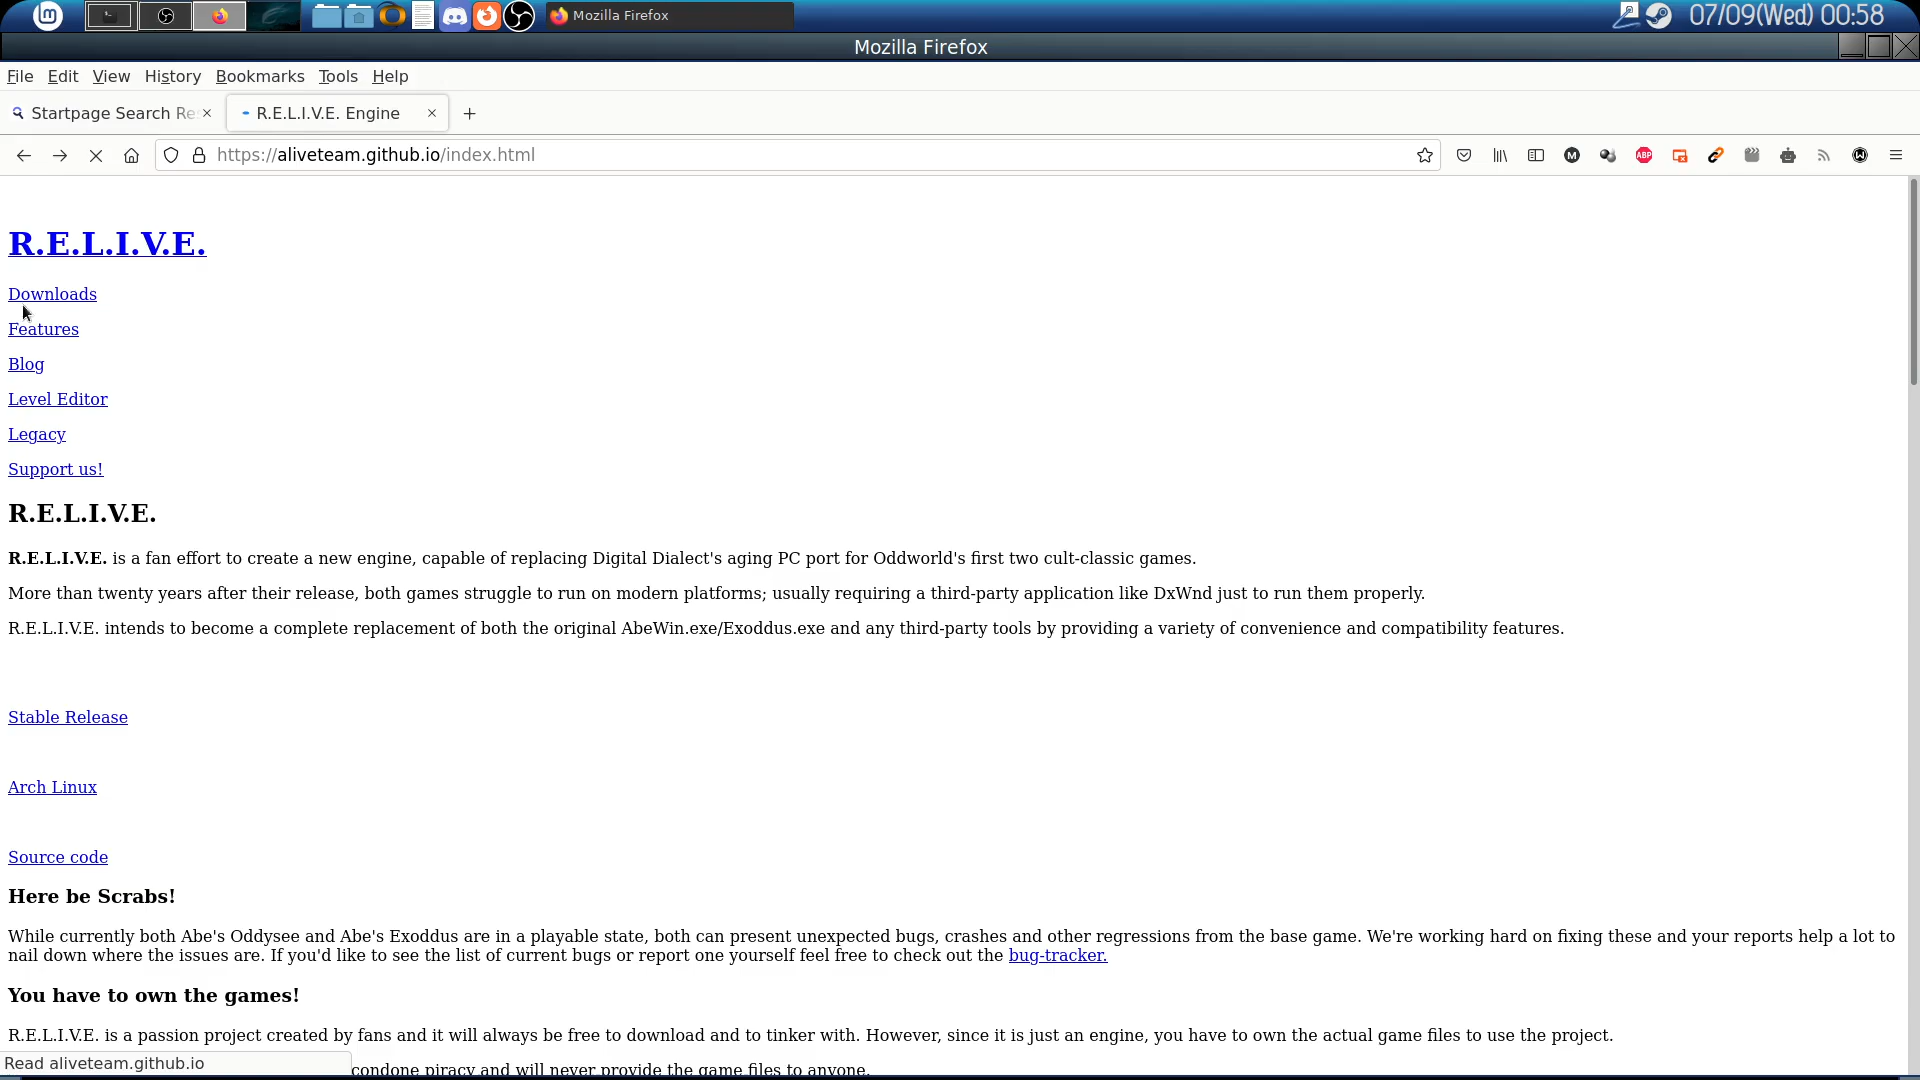 Mozilla Firefox
07/09(Wed) 00:58
Mozilla Firefox
File Edit View History Bookmarks Tools Help
Startpage Search Re
R.E.L.I.V.E. Engine
https://aliveteam.github.io/index.html
R.E.L.I.V.E.
Downloads
Features
Blog
Level Editor
Legacy
Support us!
R.E.L.I.V.E.
R.E.L.I.V.E. is a fan effort to create a new engine, capable of replacing Digital Dialect's aging PC port for Oddworld's first two cult-classic games.
More than twenty years after their release, both games struggle to run on modern platforms; usually requiring a third-party application like DxWnd just to run them properly.
R.E.L.I.V.E. intends to become a complete replacement of both the original AbeWin.exe/Exoddus.exe and any third-party tools by providing a variety of convenience and compatibility features.
Stable Release
Arch Linux
Source code
Here be Scrabs!
While currently both Abe's Oddysee and Abe's Exoddus are in a playable state, both can present unexpected bugs, crashes and other regressions from the base game. We're working hard on fixing these and your reports help a lot to
nail down where the issues are. If you'd like to see the list of current bugs or report one yourself feel free to check out the bug-tracker.
You have to own the games!
R.E.L.I.V.E. is a passion project created by fans and it will always be free to download and to tinker with. However, since it is just an engine, you have to own the actual game files to use the project.
condone piracy and will never provide the game files to anyone.
Read aliveteam.github.io